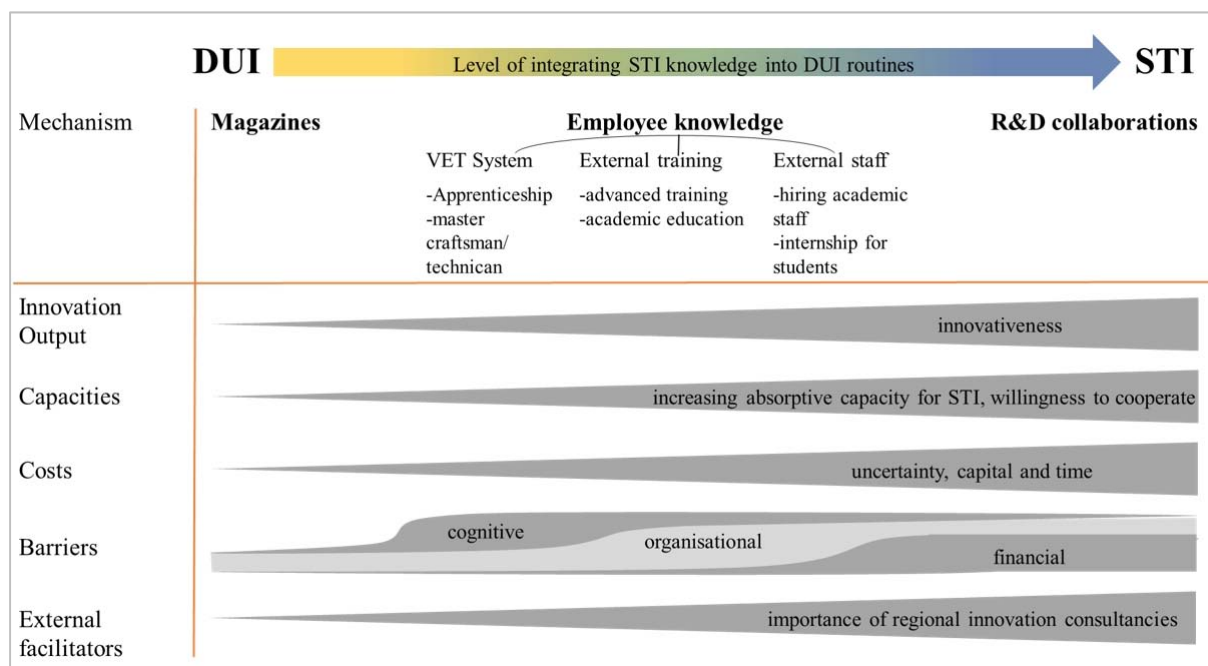 DUI
Level of integrating STI knowledge into DUI routines
STI
Mechanism
Magazines
Employee knowledge
R&D collaborations
VET System
-Apprenticeship
-master
craftsman/
technican
External training
-advanced training
-academic education
External staff
-hiring academic
staff
-internship for
students
Innovation
Output
innovativeness
Capacities
increasing absorptive capacity for STI, willingness to cooperate
Costs
uncertainty, capital and time
Barriers
cognitive
organisational
financial
External
facilitators
importance of regional innovation consultancies